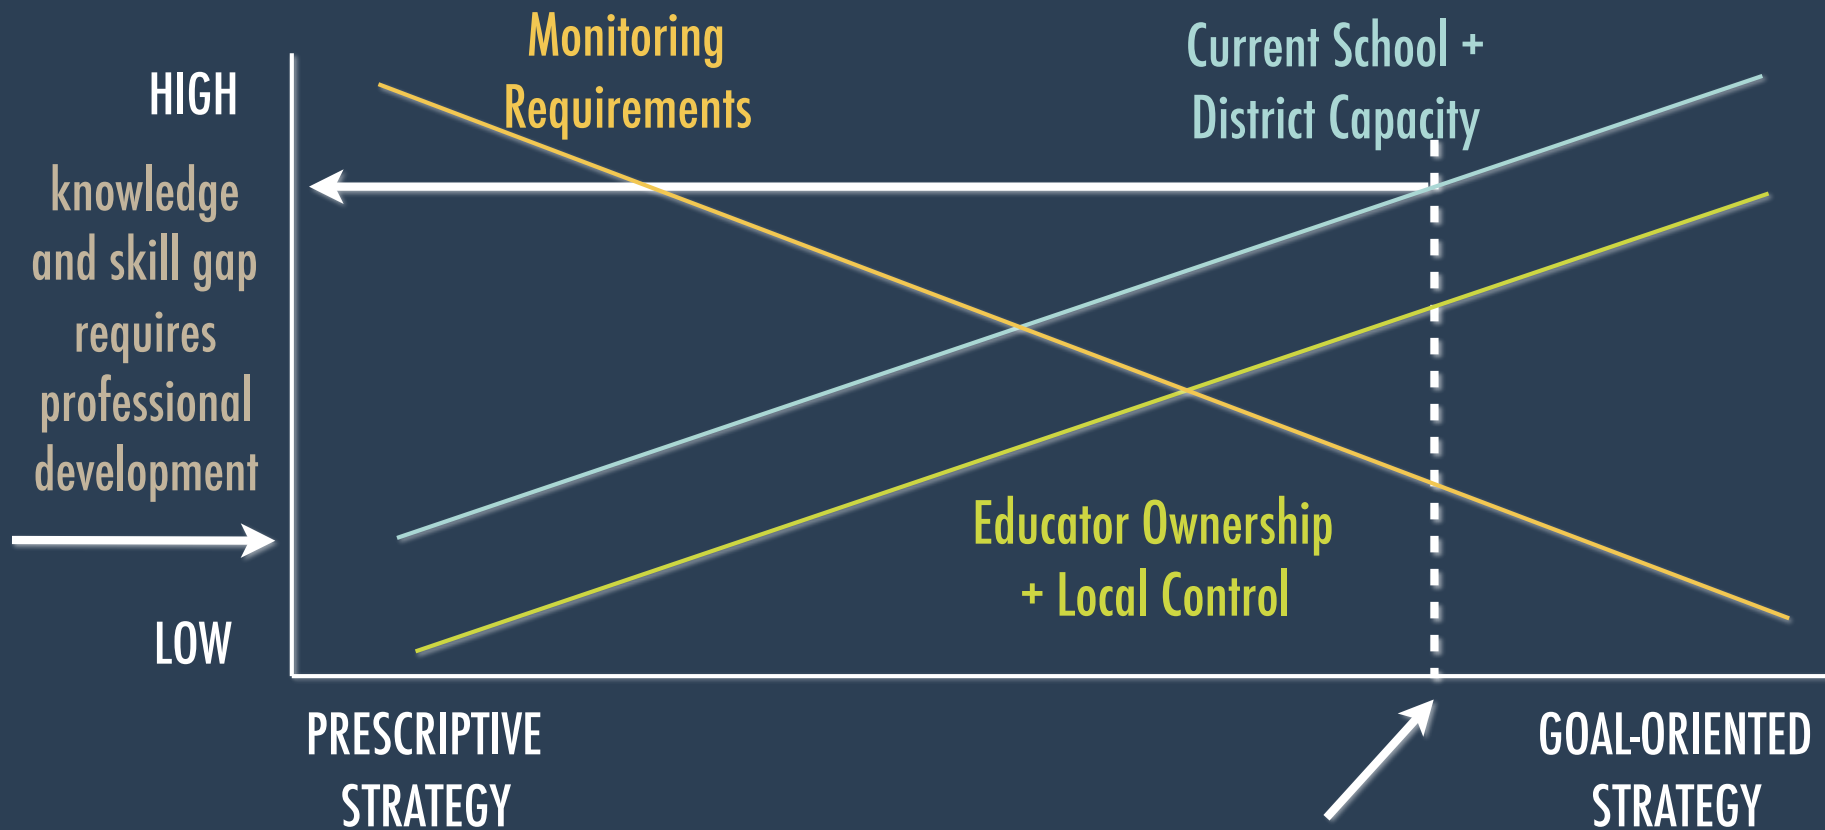 Monitoring
Requirements
Current School +
District Capacity
HIGH
knowledge
and skill gap
requires
professional
development
LOW
Educator Ownership
+ Local Control
PRESCRIPTIVE
STRATEGY
GOAL-ORIENTED
STRATEGY